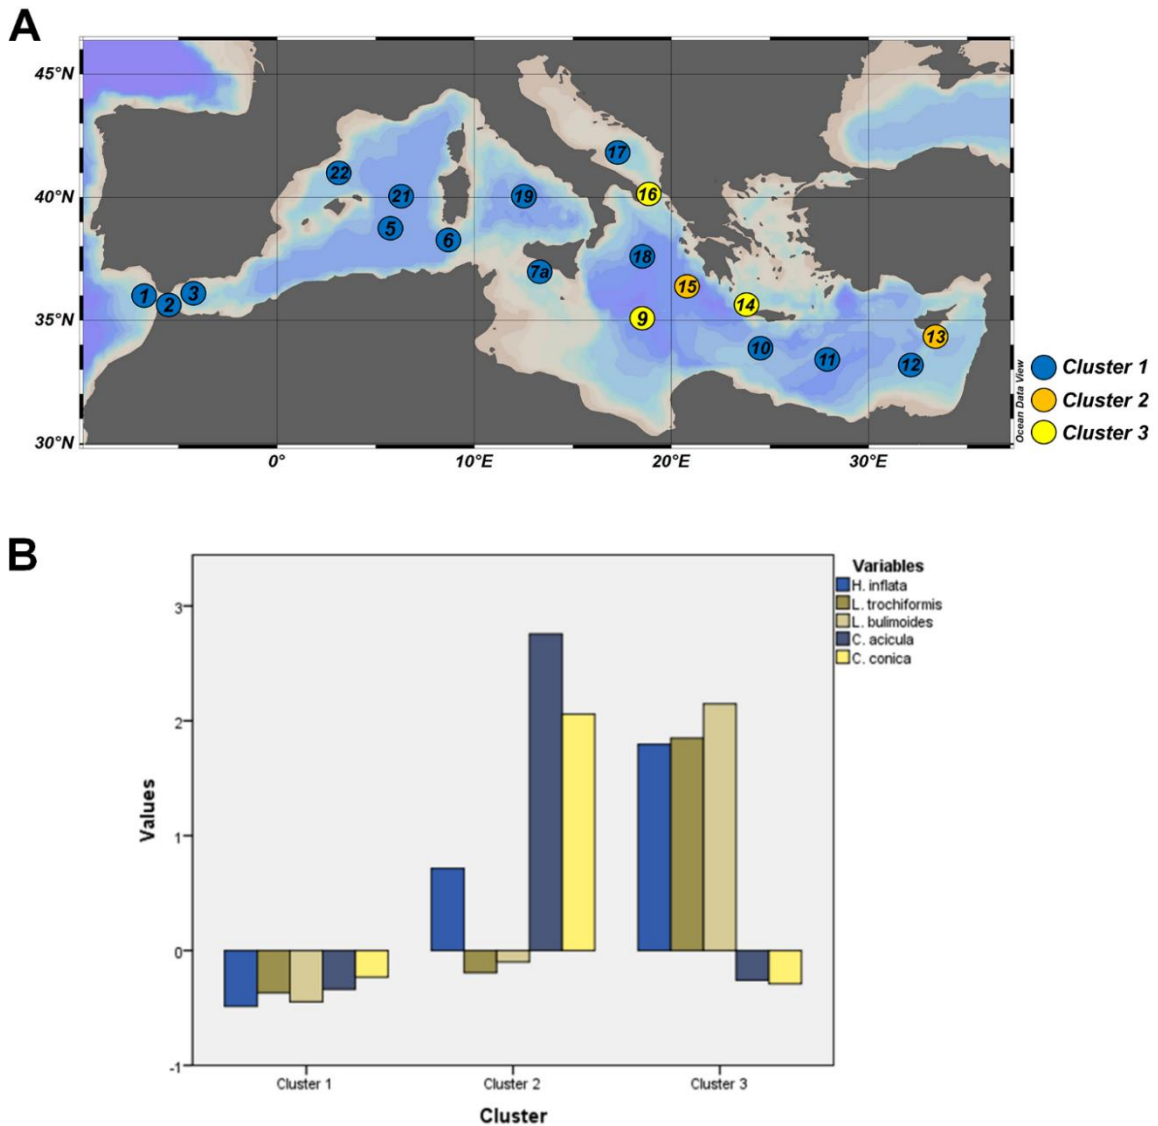 A
45°N
40°N
35°N
30°N
0°
10°E
20°E
30°E
22
21
5
6
19
17
16
18
7a
1
2
3
15
14
9
10
11
12
13
Ocean Data View
Cluster 1
Cluster 2
Cluster 3
B
Variables
H. inflata
L. trochiformis
L. bulimoides
C. acicula
C. conica
Values
3
2
1
0
-1
Cluster 1
Cluster 2
Cluster 3
Cluster